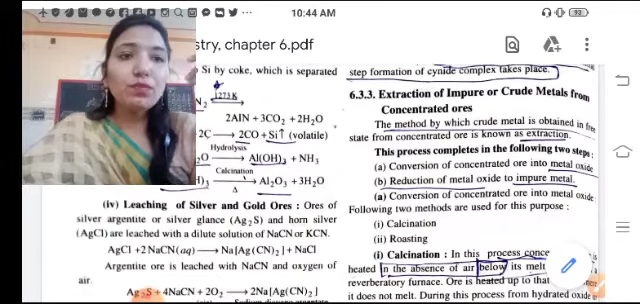 10:44 AM
93
stry, chapter 6.pdf
Si by coke, which is separated
1273K
N₂
2AlN + 3CO₂ + 2H₂O
2C ⟶ 2CO + Si↑ (volatile)
Hydrolysis
₂O ⟶ Al(OH)₃ + NH₃
Calcination
H)₃ ⟶ Al₂O₃ + 3H₂O
Δ
(iv) Leaching of Silver and Gold Ores : Ores of
silver argentite or silver glance (Ag₂S) and horn silver
(AgCl) are leached with a dilute solution of NaCN or KCN.
AgCl + 2 NaCN (aq) ⟶ Na[Ag(CN)₂] + NaCl
Argentite ore is leached with NaCN and oxygen of
air.
Ag₂S + 4NaCN + 2O₂ ⟶ 2Na[Ag(CN)₂]
step formation of cynide complex takes place.
6.3.3. Extraction of Impure or Crude Metals from
Concentrated ores
The method by which crude metal is obtained in free
state from concentrated ore is known as extraction.
This process completes in the following two steps :
(a) Conversion of concentrated ore into metal oxide
(b) Reduction of metal oxide to impure metal.
(a) Conversion of concentrated ore into metal oxide
Following two methods are used for this purpose :
(i) Calcination
(ii) Roasting
(i) Calcination : In this process conce
heated in the absence of air below its melt
reverberatory furnace. Ore is heated up to that
it does not melt. During this process from hydrated oxide